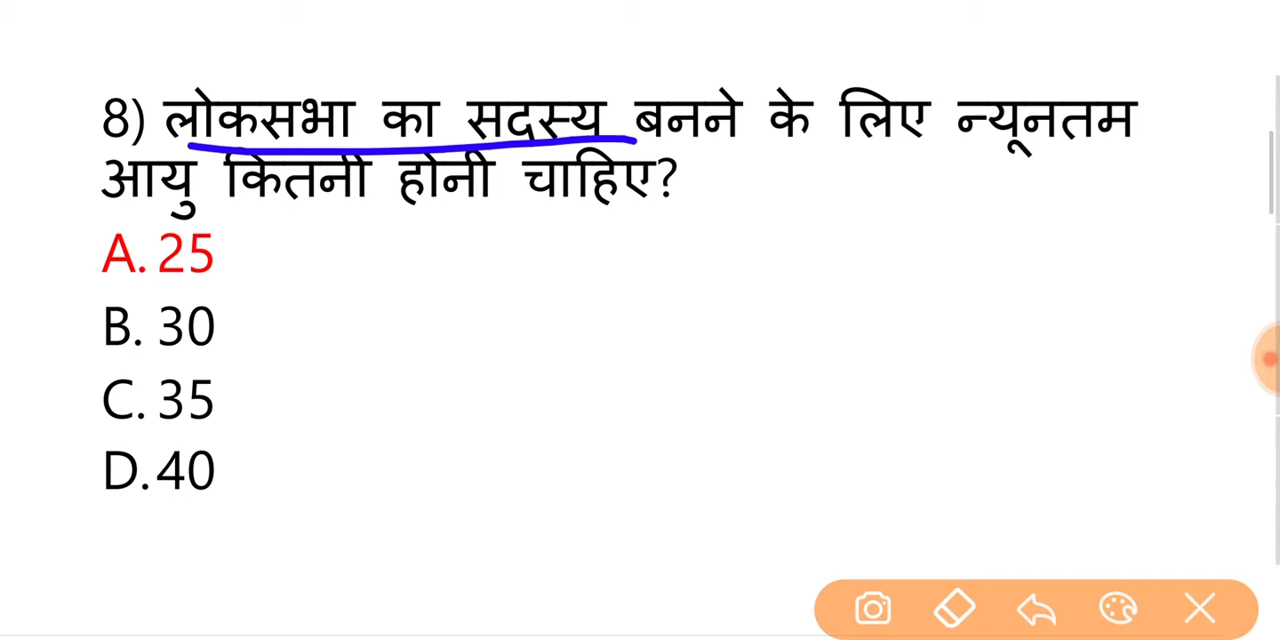 8) लोकसभा का सदस्य बनने के लिए न्यूनतम
आयु कितनी होनी चाहिए?
A. 25
B. 30
C. 35
D. 40